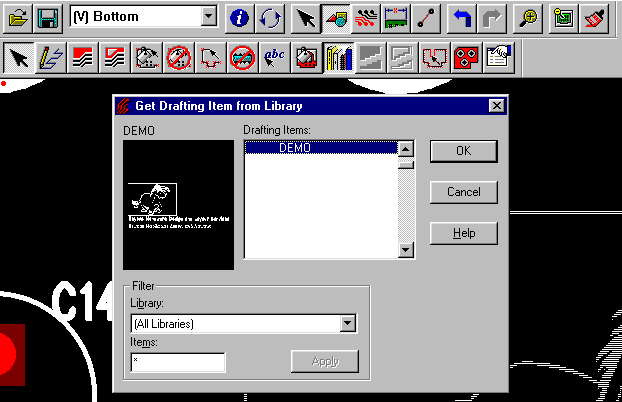 (V) Bottom
abc
Get Drafting Item from Library
DEMO
Drafting Items:
DEMO
OK
Cancel
Help
Filter
Library:
(All Libraries)
Items:
*
Apply
C14